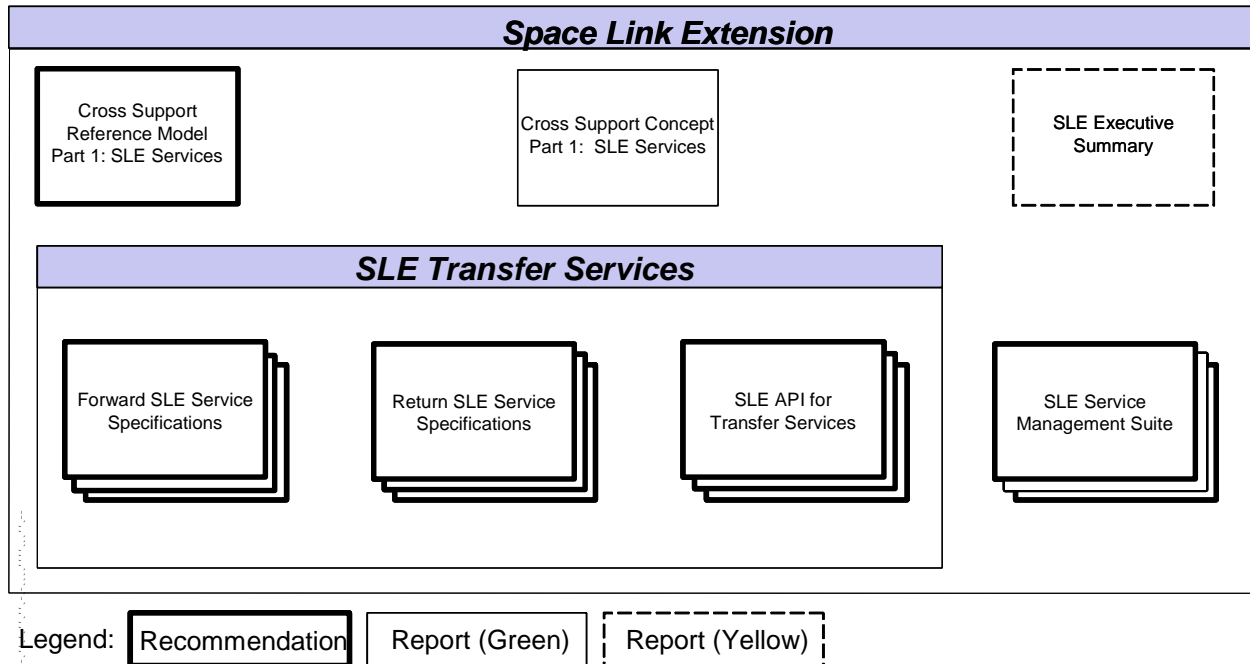 Space Link Extension
Cross Support
Reference Model
Part 1: SLE Services
Cross Support Concept
Part 1:  SLE Services
SLE Executive
Summary
SLE Transfer Services
Forward SLE Service
Specifications
Return SLE Service
Specifications
SLE API for
Transfer Services
SLE Service
Management Suite
Legend:
Recommendation
Report (Green)
Report (Yellow)